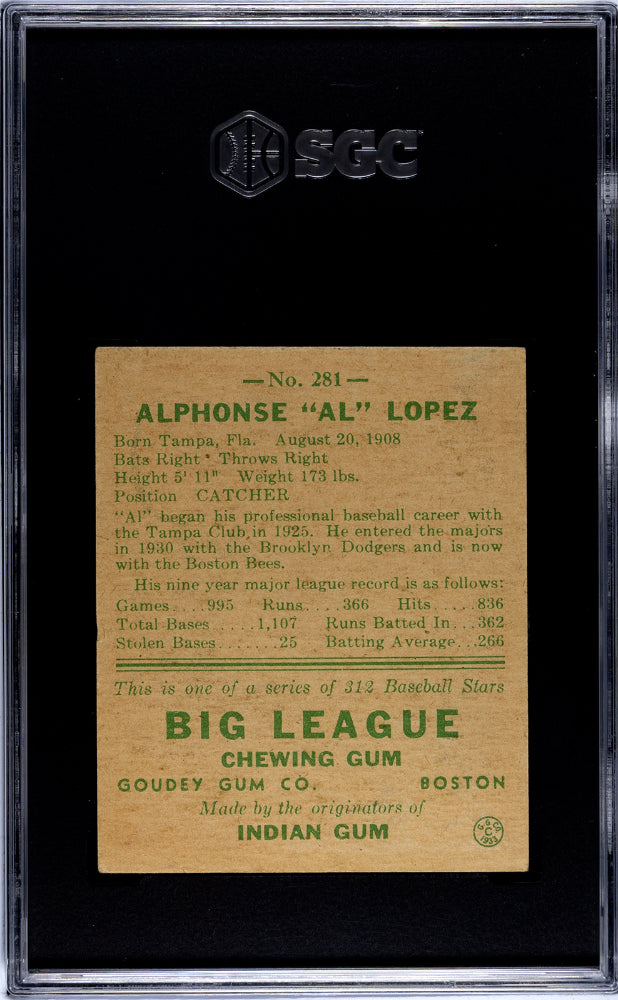 SGC
—No. 281—
ALPHONSE "AL" LOPEZ
Born Tampa, Fla. August 20, 1908
Bats Right Throws Right
Height 5' 11" Weight 173 lbs.
Position CATCHER
"Al" began his professional baseball career with
the Tampa Club in 1925. He entered the majors
in 1930 with the Brooklyn Dodgers and is now
with the Boston Bees.
His nine year major league record is as follows:
Games....995 Runs....366 Hits.....836
Total Bases.....1,107 Runs Batted In...362
Stolen Bases.......25 Batting Average...266
This is one of a series of 312 Baseball Stars
BIG LEAGUE
CHEWING GUM
GOUDEY GUM CO. BOSTON
Made by the originators of
INDIAN GUM
G.G.CO.
C
1933